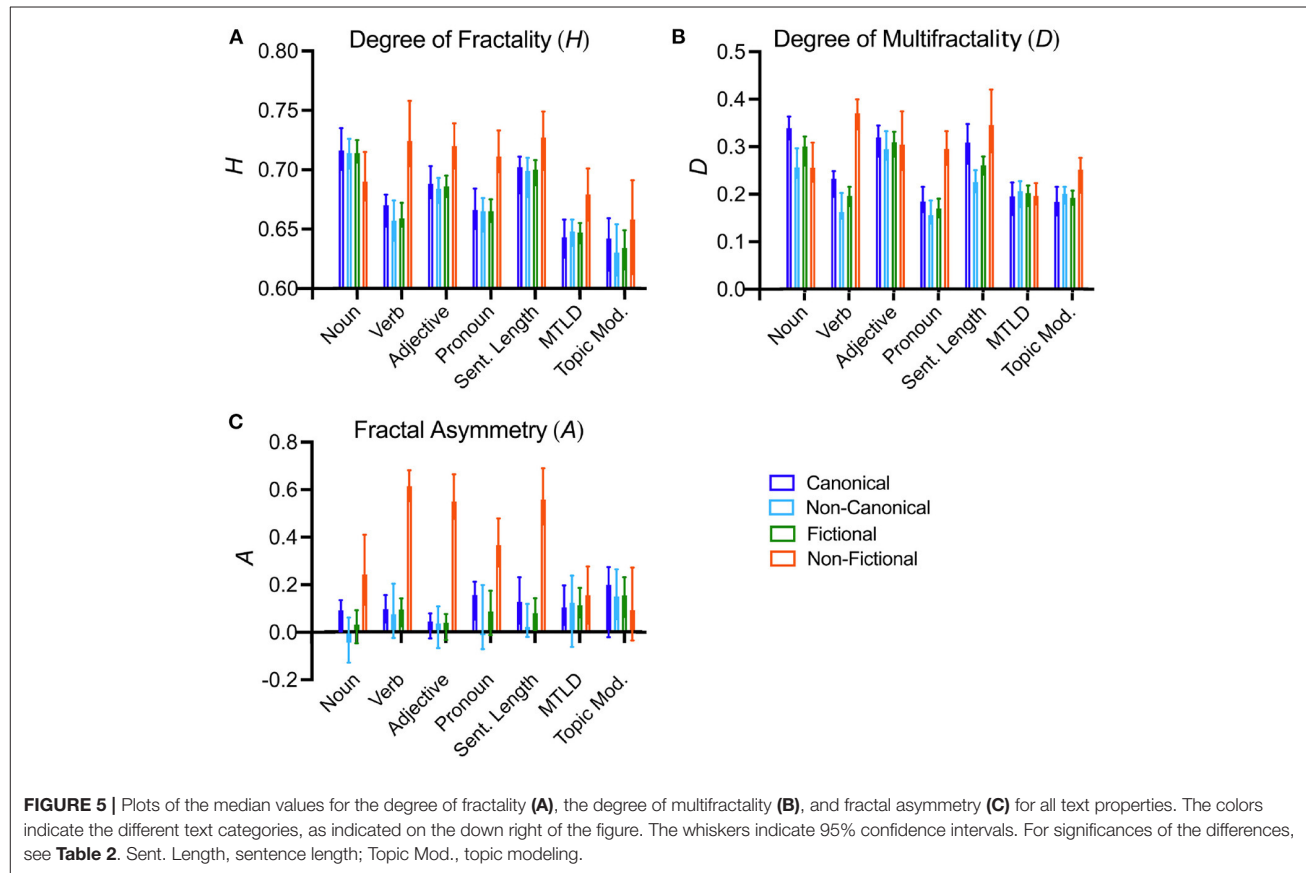 A
Degree of Fractality (H)
0.80
0.75
0.70
0.65
0.60
H
Noun
Verb
Adjective
Pronoun
Sent. Length
MTLD
Topic Mod.
B
Degree of Multifractality (D)
0.5
0.4
0.3
0.2
0.1
0.0
D
Noun
Verb
Adjective
Pronoun
Sent. Length
MTLD
Topic Mod.
C
Fractal Asymmetry (A)
0.8
0.6
0.4
0.2
0.0
-0.2
A
Noun
Verb
Adjective
Pronoun
Sent. Length
MTLD
Topic Mod.
Canonical
Non-Canonical
Fictional
Non-Fictional
FIGURE 5 | Plots of the median values for the degree of fractality (A), the degree of multifractality (B), and fractal asymmetry (C) for all text properties. The colors
indicate the different text categories, as indicated on the down right of the figure. The whiskers indicate 95% confidence intervals. For significances of the differences,
see Table 2. Sent. Length, sentence length; Topic Mod., topic modeling.